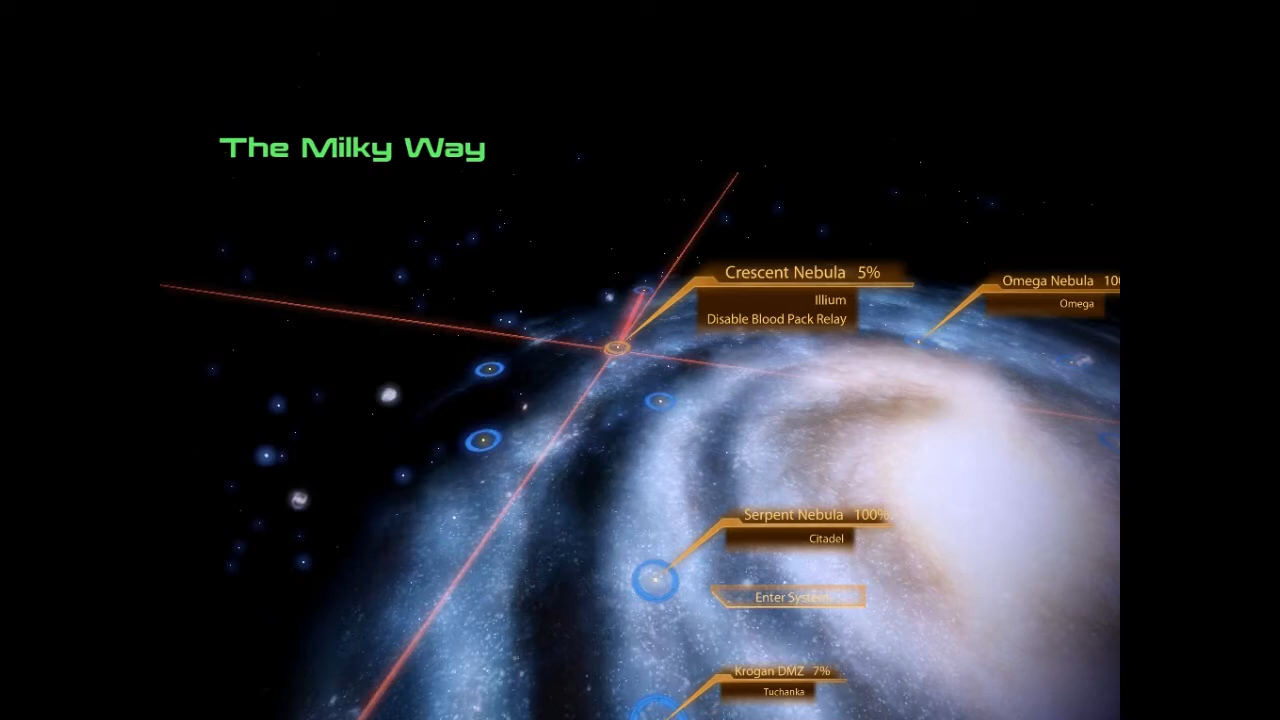 The Milky Way
Crescent Nebula 5%
Illium
Disable Blood Pack Relay
Omega Nebula 10
Omega
Serpent Nebula 100%
Citadel
Enter System
Krogan DMZ 7%
Tuchanka